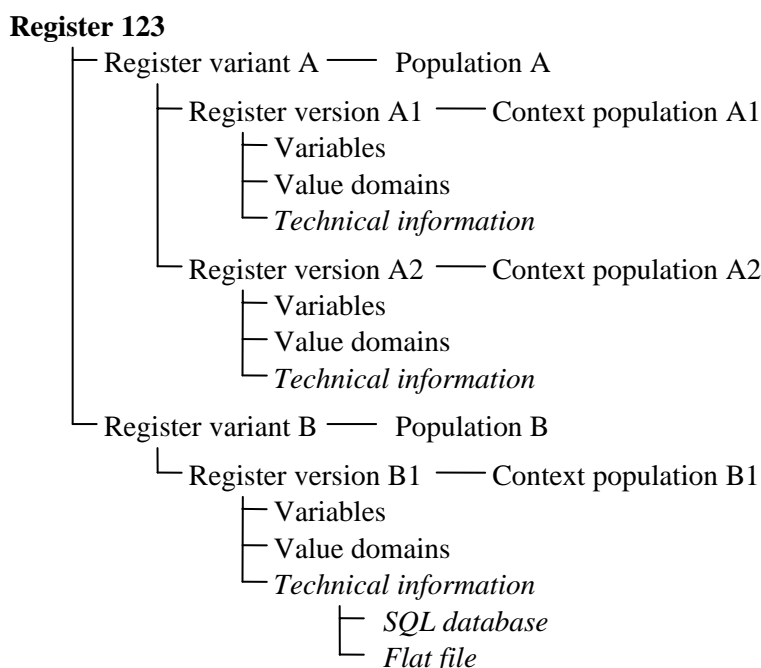 Register 123
Register variant A Population A
Register version A1 Context population A1
Variables
Value domains
Technical information
Register version A2 Context population A2
Variables
Value domains
Technical information
Register variant B Population B
Register version B1 Context population B1
Variables
Value domains
Technical information
SQL database
Flat file